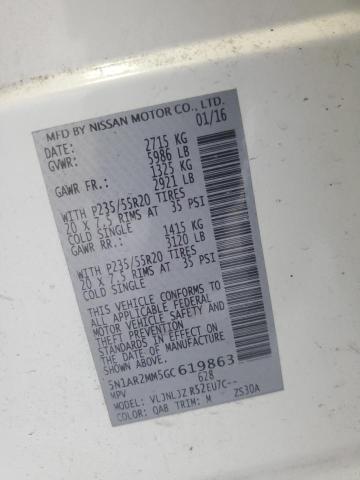 MFD BY NISSAN MOTOR CO., LTD.
DATE: 01/16
GVWR: 2715 KG
5986 LB
GAWR FR.: 1325 KG
2921 LB
WITH P235/55R20 TIRES
20 X 7.5 RIMS AT 35 PSI
COLD SINGLE
GAWR RR.: 1415 KG
3120 LB
WITH P235/55R20 TIRES
20 X 7.5 RIMS AT 35 PSI
COLD SINGLE
THIS VEHICLE CONFORMS TO
ALL APPLICABLE FEDERAL
MOTOR VEHICLE SAFETY AND
THEFT PREVENTION
STANDARDS IN EFFECT ON
THE DATE OF MANUFACTURE
SHOWN ABOVE.
5N1AR2MM5GC619863
MPV 628
MODEL: VLJNLJZ R52EU7C--
COLOR: QAB TRIM: M ZS30A